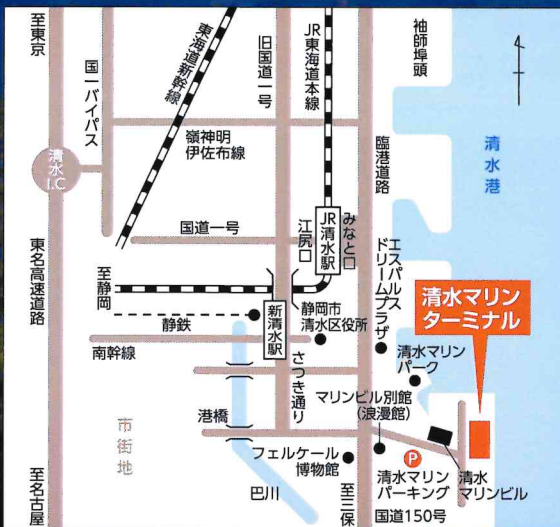 至東京
国一バイパス
東海道新幹線
旧国道一号
JR東海道本線
袖師埠頭
嶺神明
伊佐布線
臨港道路
清水港
清水
I.C
国道一号
江尻口
JR清水駅
みなと口
東名高速道路
至静岡
エスパルス
ドリームプラザ
清水マリン
ターミナル
静鉄
新清水駅
静岡市
清水区役所
南幹線
さつき通り
清水マリン
パーク
マリンビル別館
(浪漫館)
港橋
市街地
フェルケール
博物館
P
清水マリン
パーキング
清水
マリンビル
巴川
至三保
国道150号
至名古屋